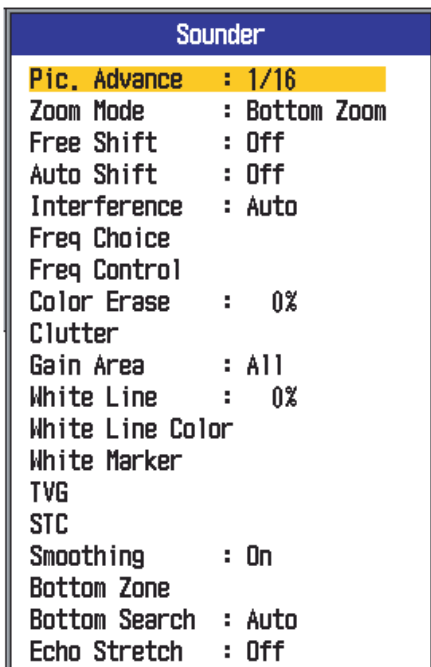 Sounder
Pic. Advance : 1/16
Zoom Mode : Bottom Zoom
Free Shift : Off
Auto Shift : Off
Interference : Auto
Freq Choice
Freq Control
Color Erase : 0%
Clutter
Gain Area : All
White Line : 0%
White Line Color
White Marker
TVG
STC
Smoothing : On
Bottom Zone
Bottom Search : Auto
Echo Stretch : Off